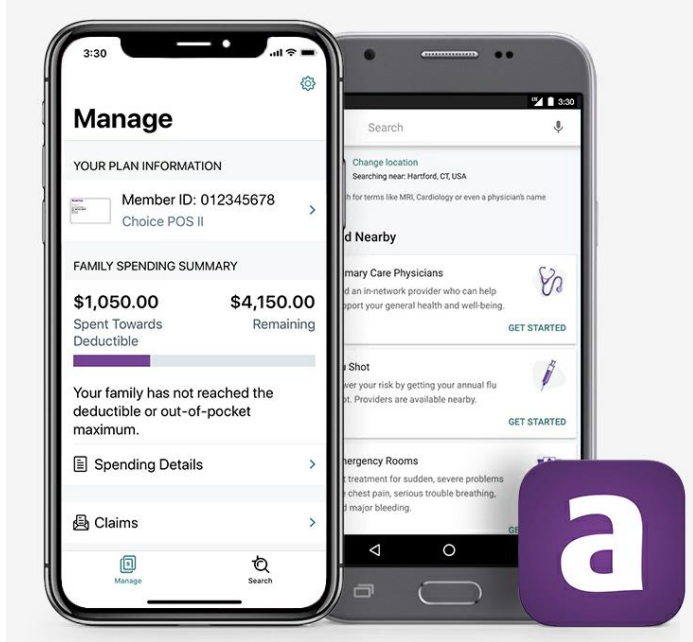 3:30
Manage
YOUR PLAN INFORMATION
Member ID: 012345678
Choice POS II
FAMILY SPENDING SUMMARY
$1,050.00 $4,150.00
Spent Towards Remaining
Deductible
Your family has not reached the
deductible or out-of-pocket
maximum.
Spending Details
Claims
Manage Search
3:30
Search
Change location
Searching near: Hartford, CT, USA
h for terms like MRI, Cardiology or even a physician's name
d Nearby
mary Care Physicians
d an in-network provider who can help
pport your general health and well-being.
GET STARTED
Shot
wer your risk by getting your annual flu
ot. Providers are available nearby.
GET STARTED
mergency Rooms
treatment for sudden, severe problems
chest pain, serious trouble breathing,
d major bleeding.
GE
a